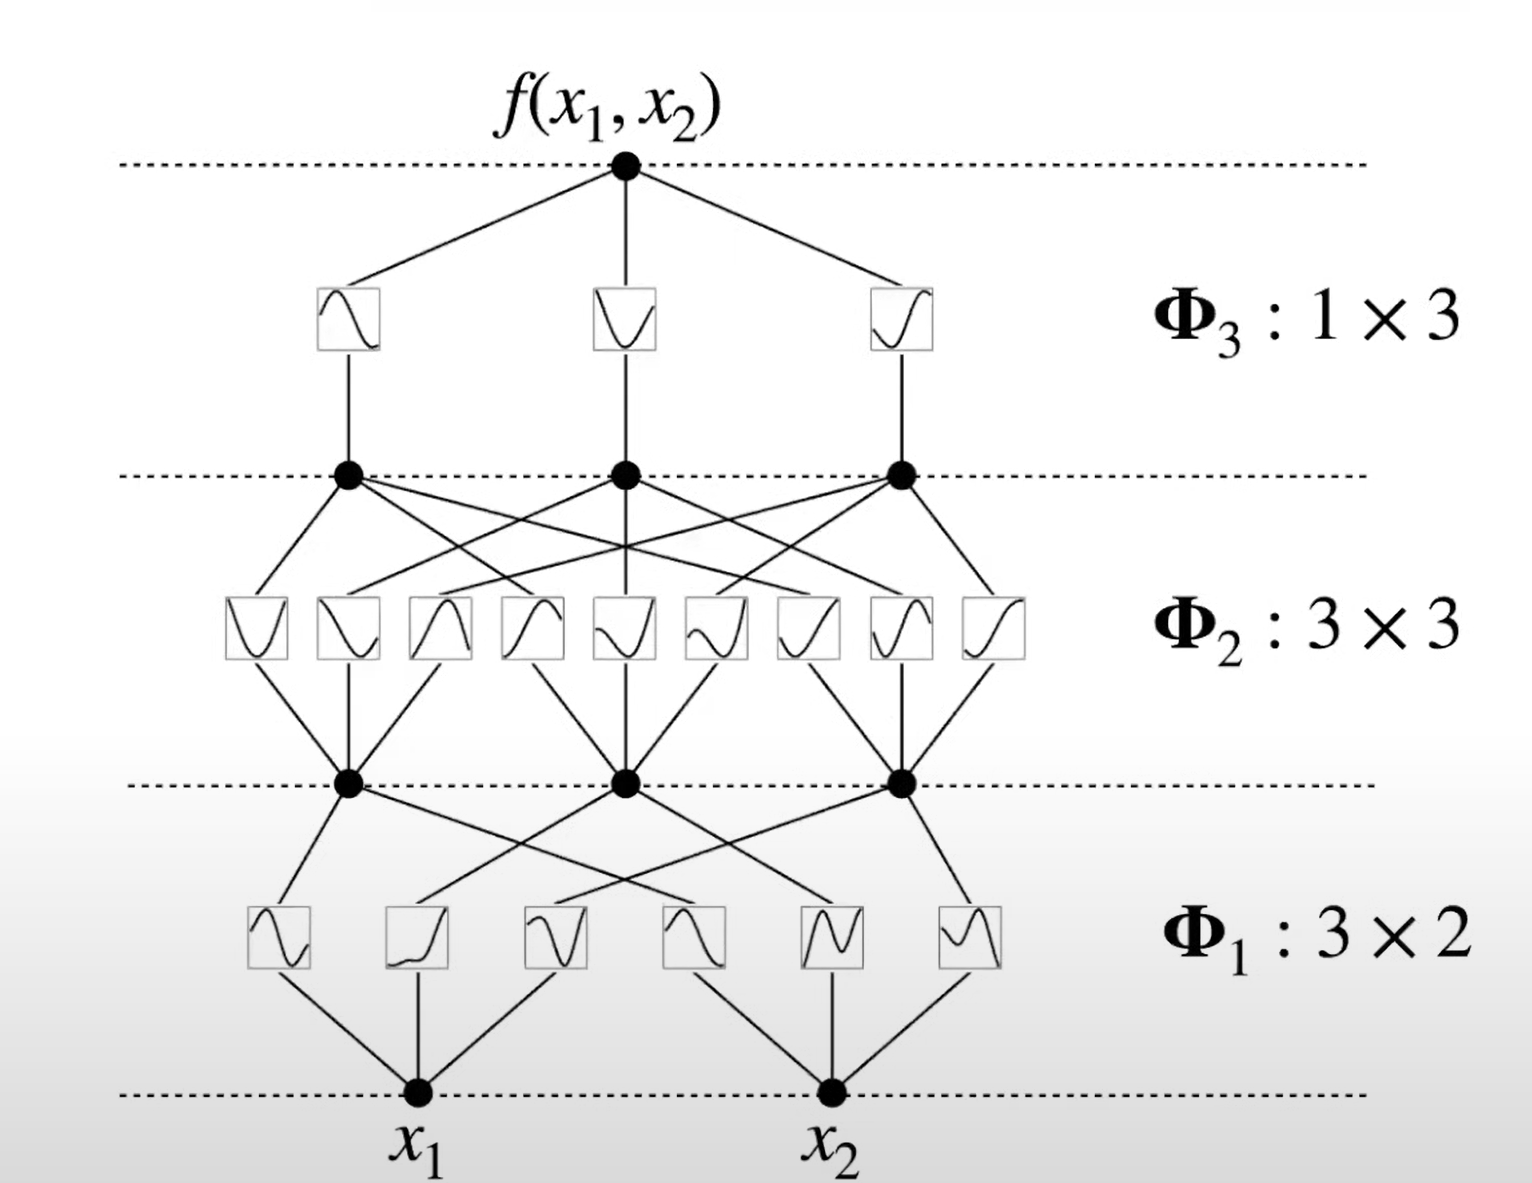 f(x₁, x₂)
Φ₃ : 1 × 3
Φ₂ : 3 × 3
Φ₁ : 3 × 2
x₁ x₂